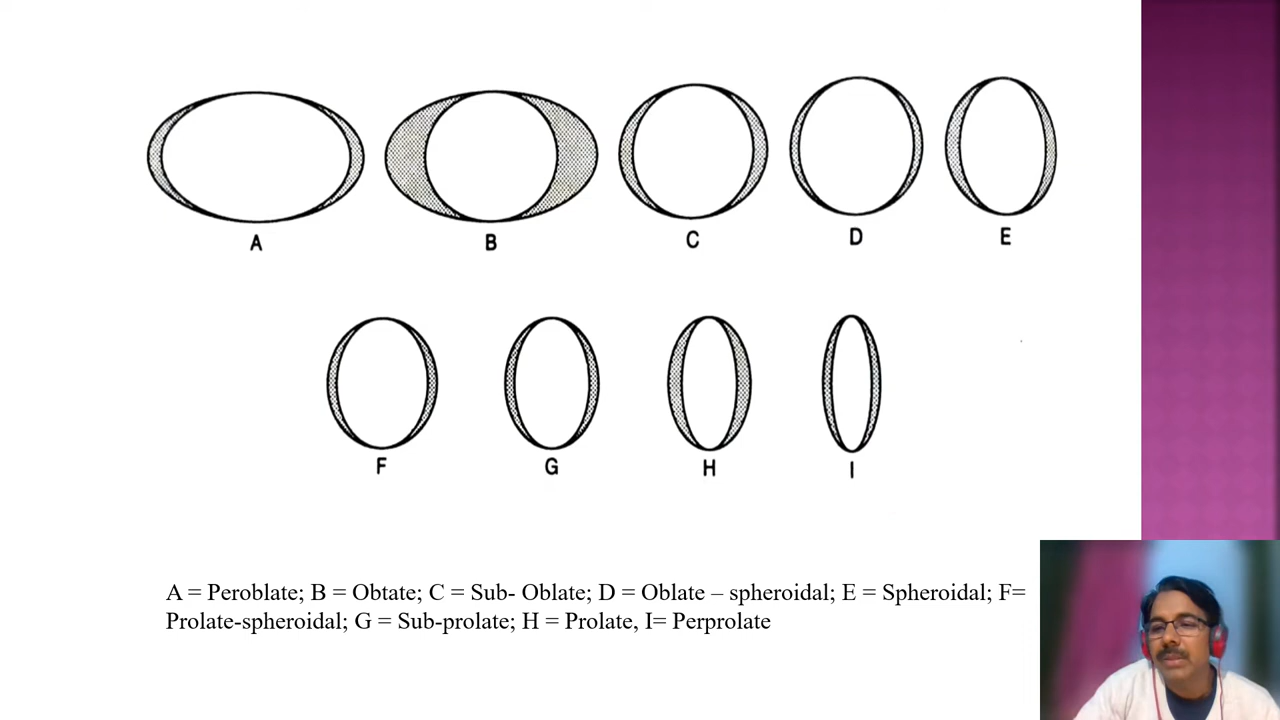 A B C D E
F G H I
A = Peroblate; B = Obtate; C = Sub- Oblate; D = Oblate – spheroidal; E = Spheroidal; F=
Prolate-spheroidal; G = Sub-prolate; H = Prolate, I= Perprolate